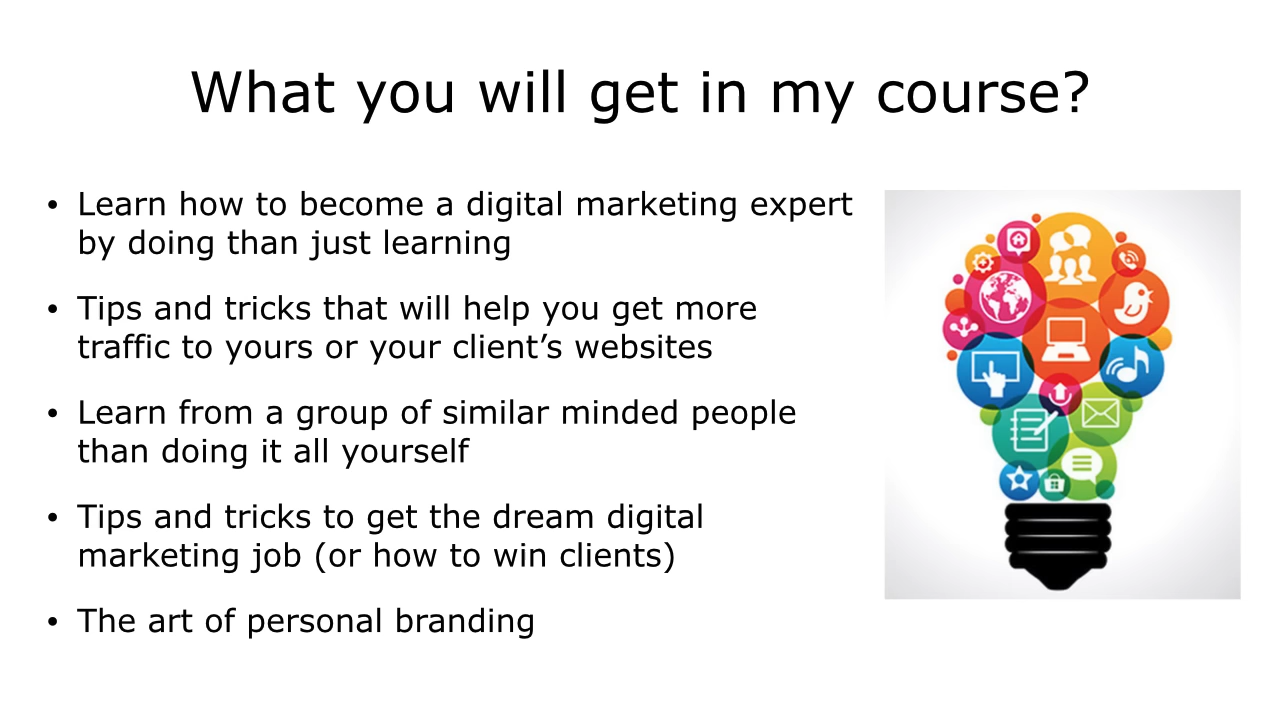 What you will get in my course?
• Learn how to become a digital marketing expert
by doing than just learning
• Tips and tricks that will help you get more
traffic to yours or your client’s websites
• Learn from a group of similar minded people
than doing it all yourself
• Tips and tricks to get the dream digital
marketing job (or how to win clients)
• The art of personal branding